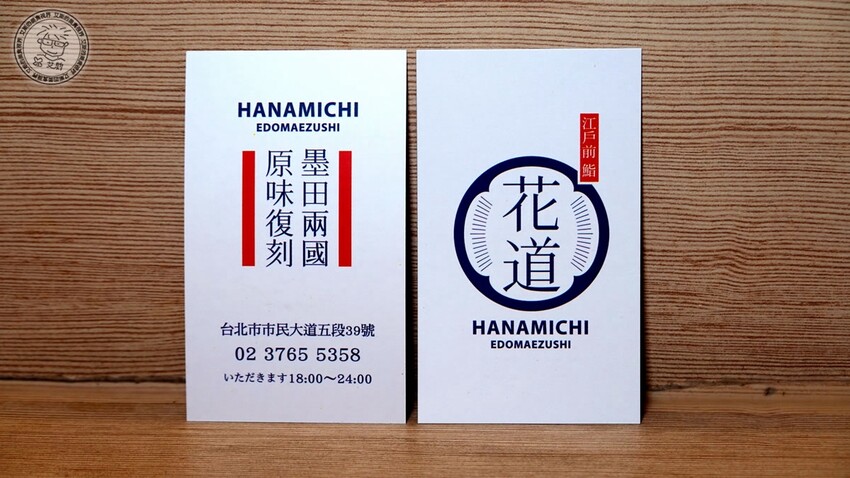 HANAMICHI
EDOMAEZUSHI
墨田兩國
原味復刻
台北市市民大道五段39號
02 3765 5358
いただきます18:00～24:00
江戶前 鮨
花道
HANAMICHI
EDOMAEZUSHI